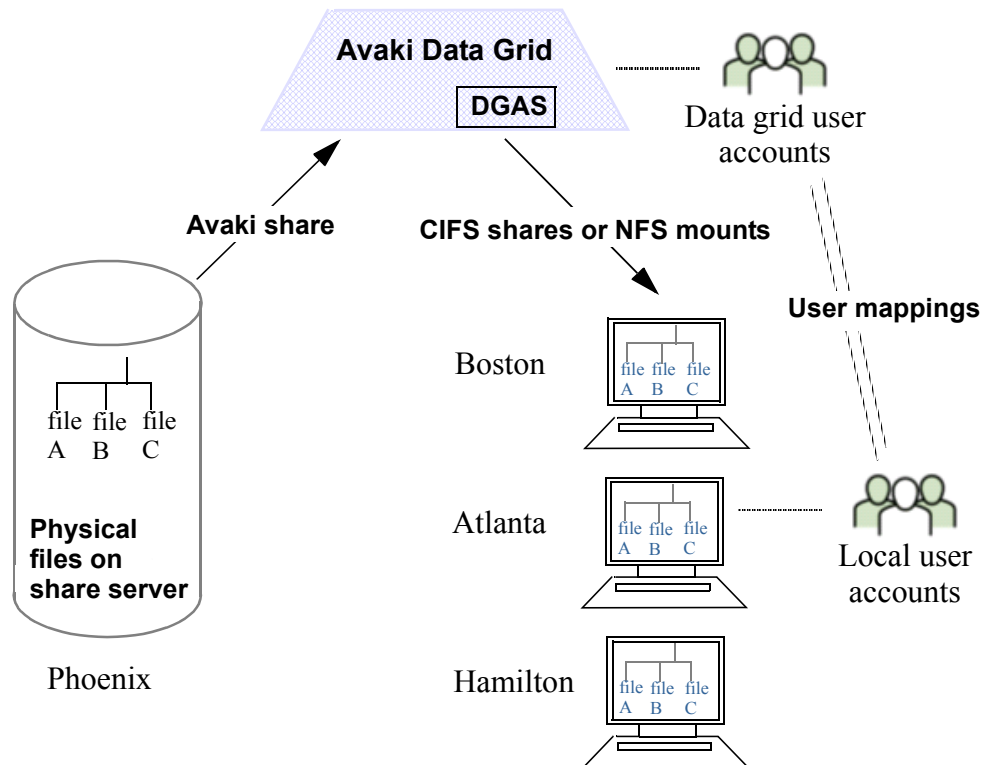 Avaki Data Grid
DGAS
Data grid user
accounts
Avaki share
CIFS shares or NFS mounts
User mappings
file file file
A B C
Physical
files on
share server
Phoenix
Boston
file file file
A B C
Atlanta
file file file
A B C
Local user
accounts
Hamilton
file file file
A B C